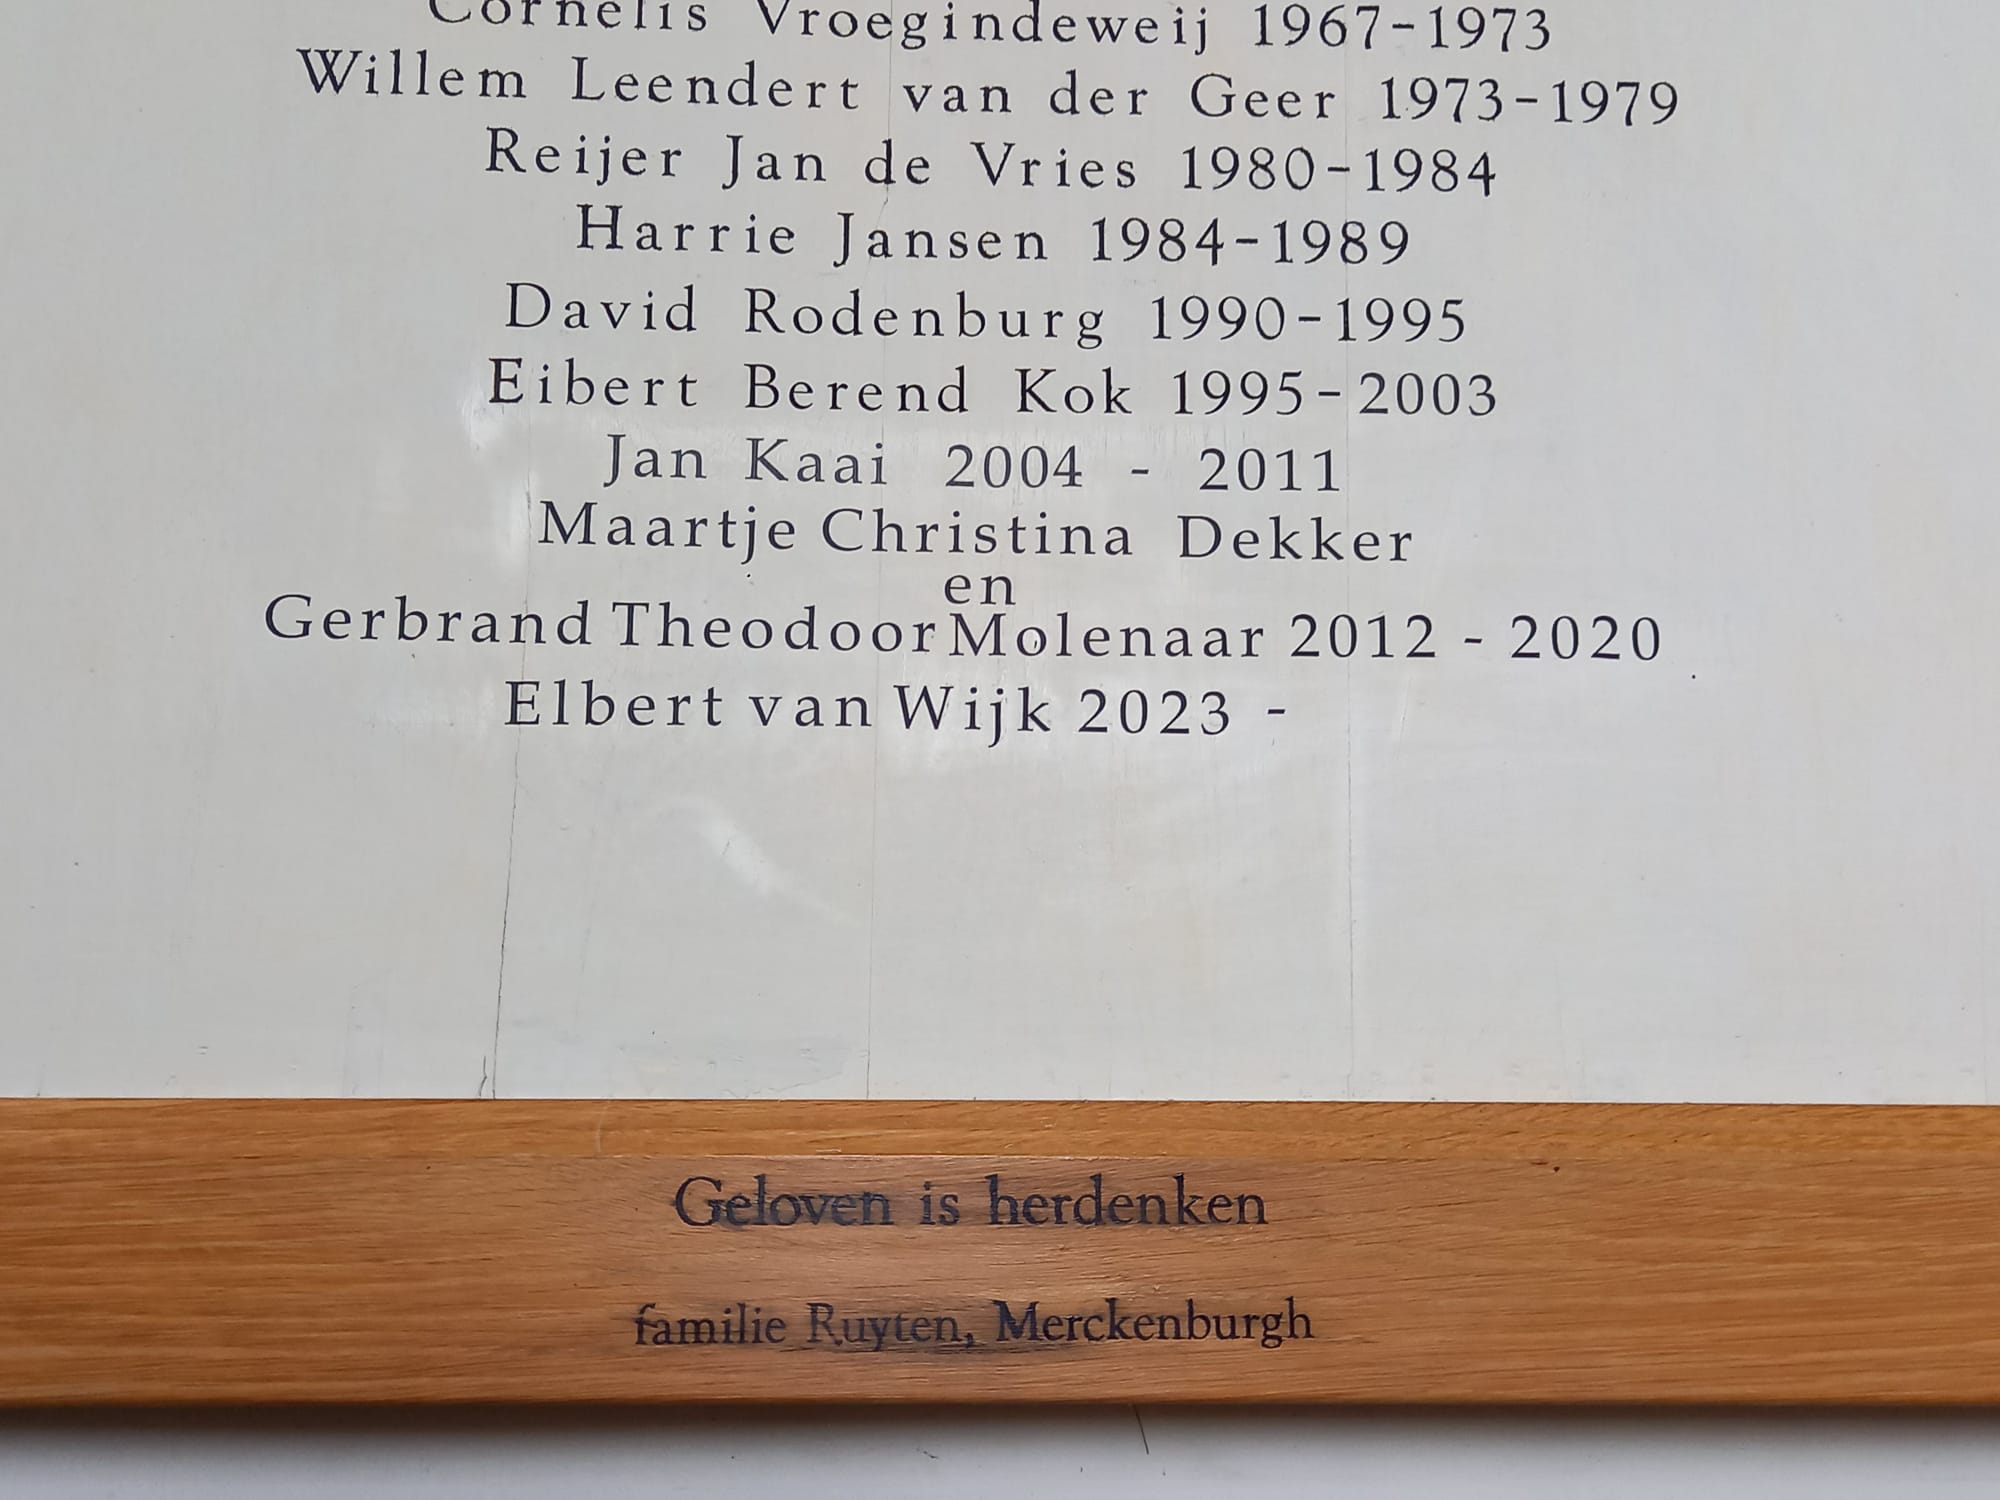 Cornelis Vroegindeweij 1967-1973
Willem Leendert van der Geer 1973-1979
Reijer Jan de Vries 1980-1984
Harrie Jansen 1984-1989
David Rodenburg 1990-1995
Eibert Berend Kok 1995-2003
Jan Kaai 2004 - 2011
Maartje Christina Dekker
en
Gerbrand Theodoor Molenaar 2012 - 2020
Elbert van Wijk 2023 -
Geloven is herdenken
familie Ruyten, Merckenburgh